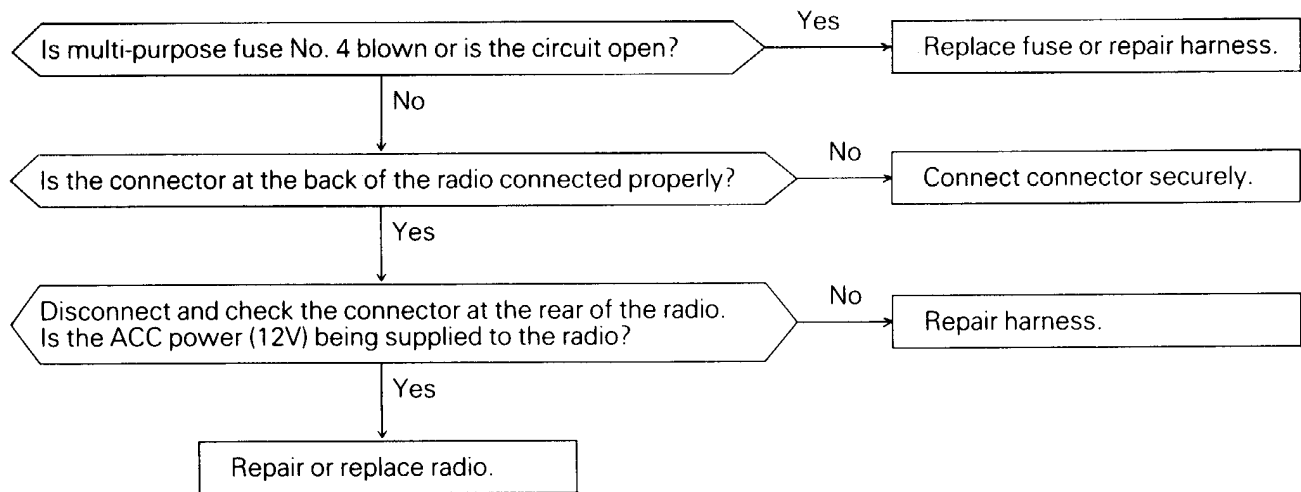 Is multi-purpose fuse No. 4 blown or is the circuit open?
Yes
Replace fuse or repair harness.
No
Is the connector at the back of the radio connected properly?
No
Connect connector securely.
Yes
Disconnect and check the connector at the rear of the radio.
Is the ACC power (12V) being supplied to the radio?
No
Repair harness.
Yes
Repair or replace radio.